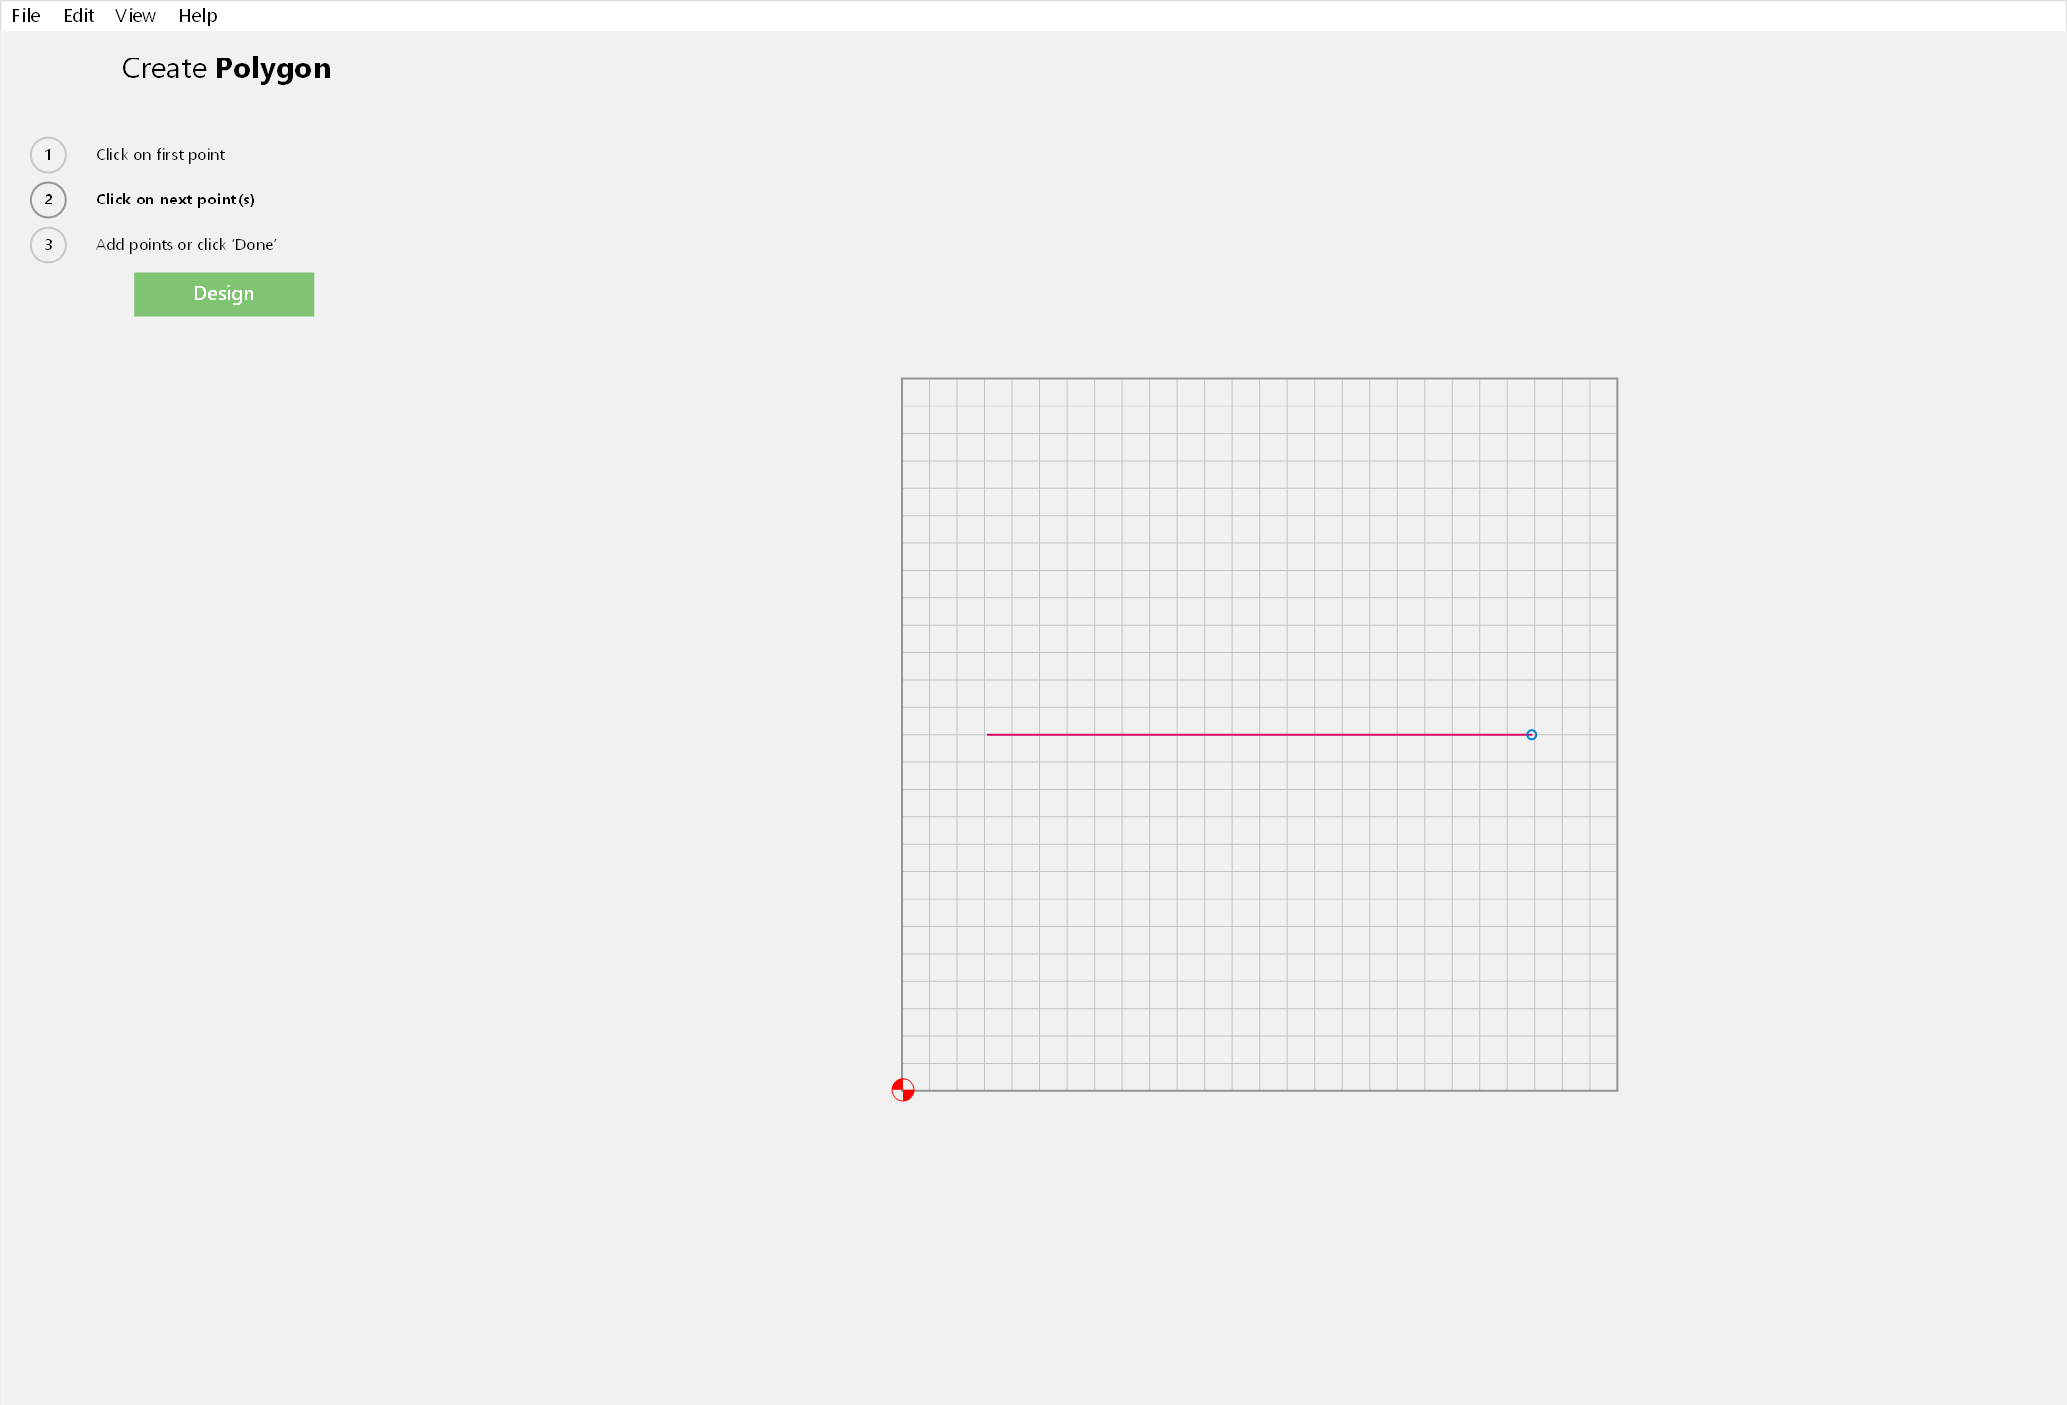 File Edit View Help
Create Polygon
1 Click on first point
2 Click on next point(s)
3 Add points or click ‘Done’
Design